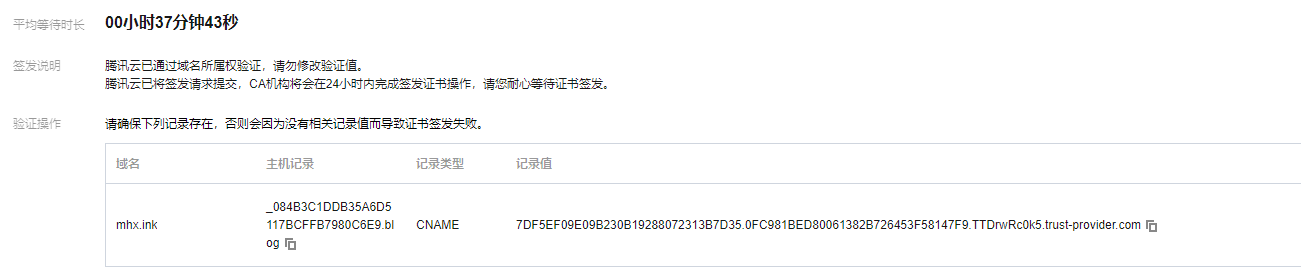 平均等待时长 00小时37分钟43秒
签发说明 腾讯云已通过域名所属权验证，请勿修改验证值。
腾讯云已将签发请求提交，CA机构将会在24小时内完成签发证书操作，请您耐心等待证书签发。
验证操作 请确保下列记录存在，否则会因为没有相关记录值而导致证书签发失败。
域名 主机记录 记录类型 记录值
_084B3C1DDB35A6D5
mhx.ink 117BCFFB7980C6E9.bl CNAME 7DF5EF09E09B230B19288072313B7D35.0FC981BED80061382B726453F58147F9.TTDrwRc0k5.trust-provider.com
og